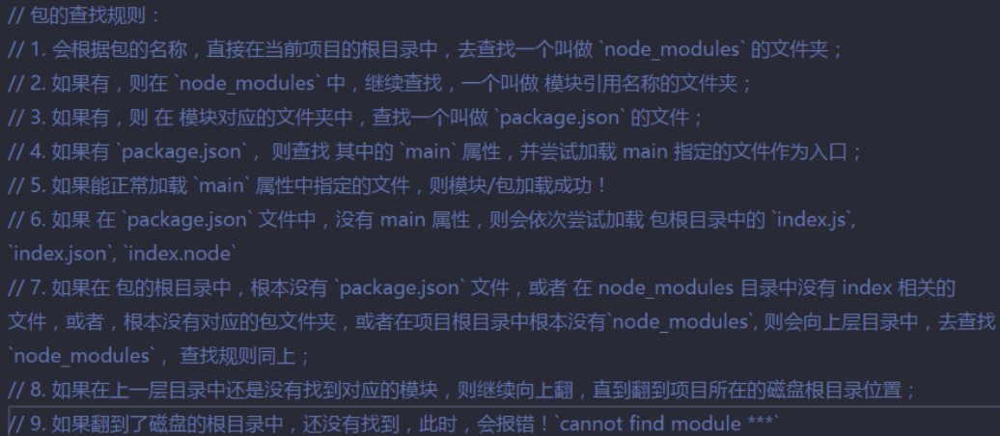 // 包的查找规则：
// 1. 会根据包的名称，直接在当前项目的根目录中，去查找一个叫做 `node_modules` 的文件夹；
// 2. 如果有，则在 `node_modules` 中，继续查找，一个叫做 模块引用名称的文件夹；
// 3. 如果有，则 在 模块对应的文件夹中，查找一个叫做 `package.json` 的文件；
// 4. 如果有 `package.json` ， 则查找 其中的 `main` 属性，并尝试加载 main 指定的文件作为入口；
// 5. 如果能正常加载 `main` 属性中指定的文件，则模块/包加载成功！
// 6. 如果 在 `package.json` 文件中，没有 main 属性，则会依次尝试加载 包根目录中的 `index.js`,
`index.json`, `index.node`
// 7. 如果在 包的根目录中，根本没有 `package.json` 文件，或者 在 node_modules 目录中没有 index 相关的
文件，或者，根本没有对应的包文件夹，或者在项目根目录中根本没有`node_modules`, 则会向上层目录中，去查找
`node_modules` ， 查找规则同上；
// 8. 如果在上一层目录中还是没有找到对应的模块，则继续向上翻，直到翻到项目所在的磁盘根目录位置；
// 9. 如果翻到了磁盘的根目录中，还没有找到，此时，会报错！`cannot find module ***`